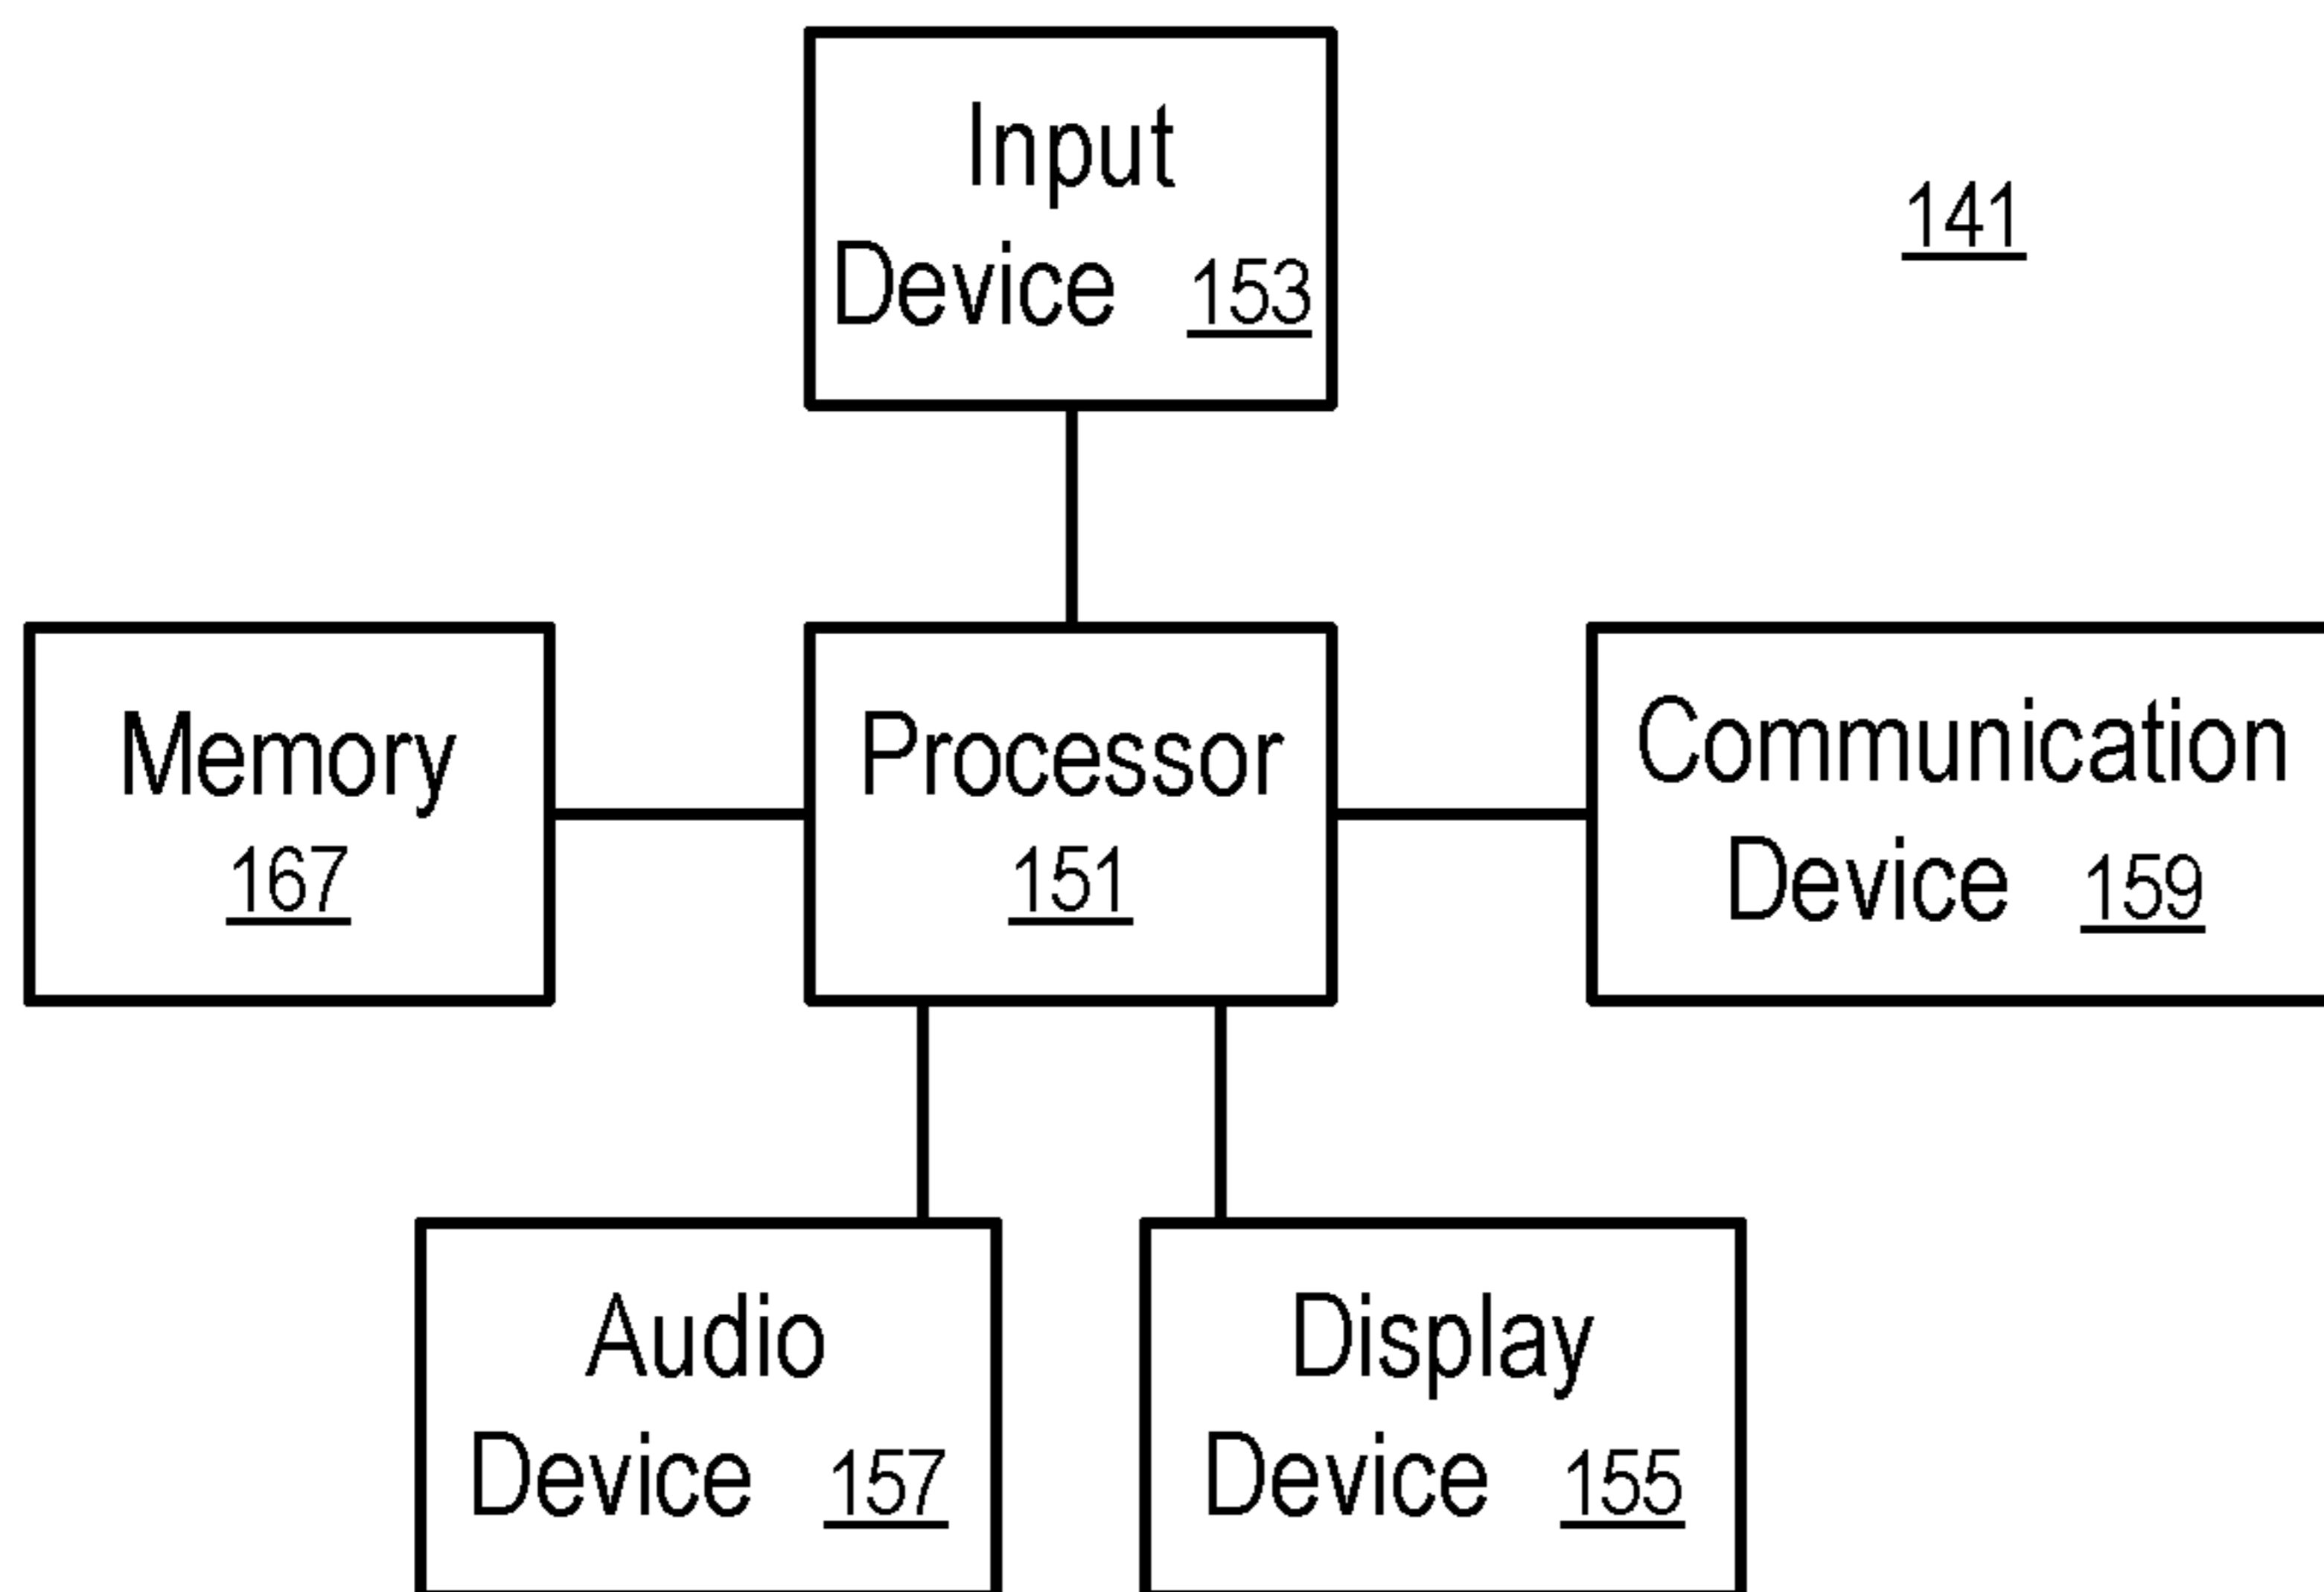 Input
Device 153
141
Memory
167
Processor
151
Communication
Device 159
Audio
Device 157
Display
Device 155